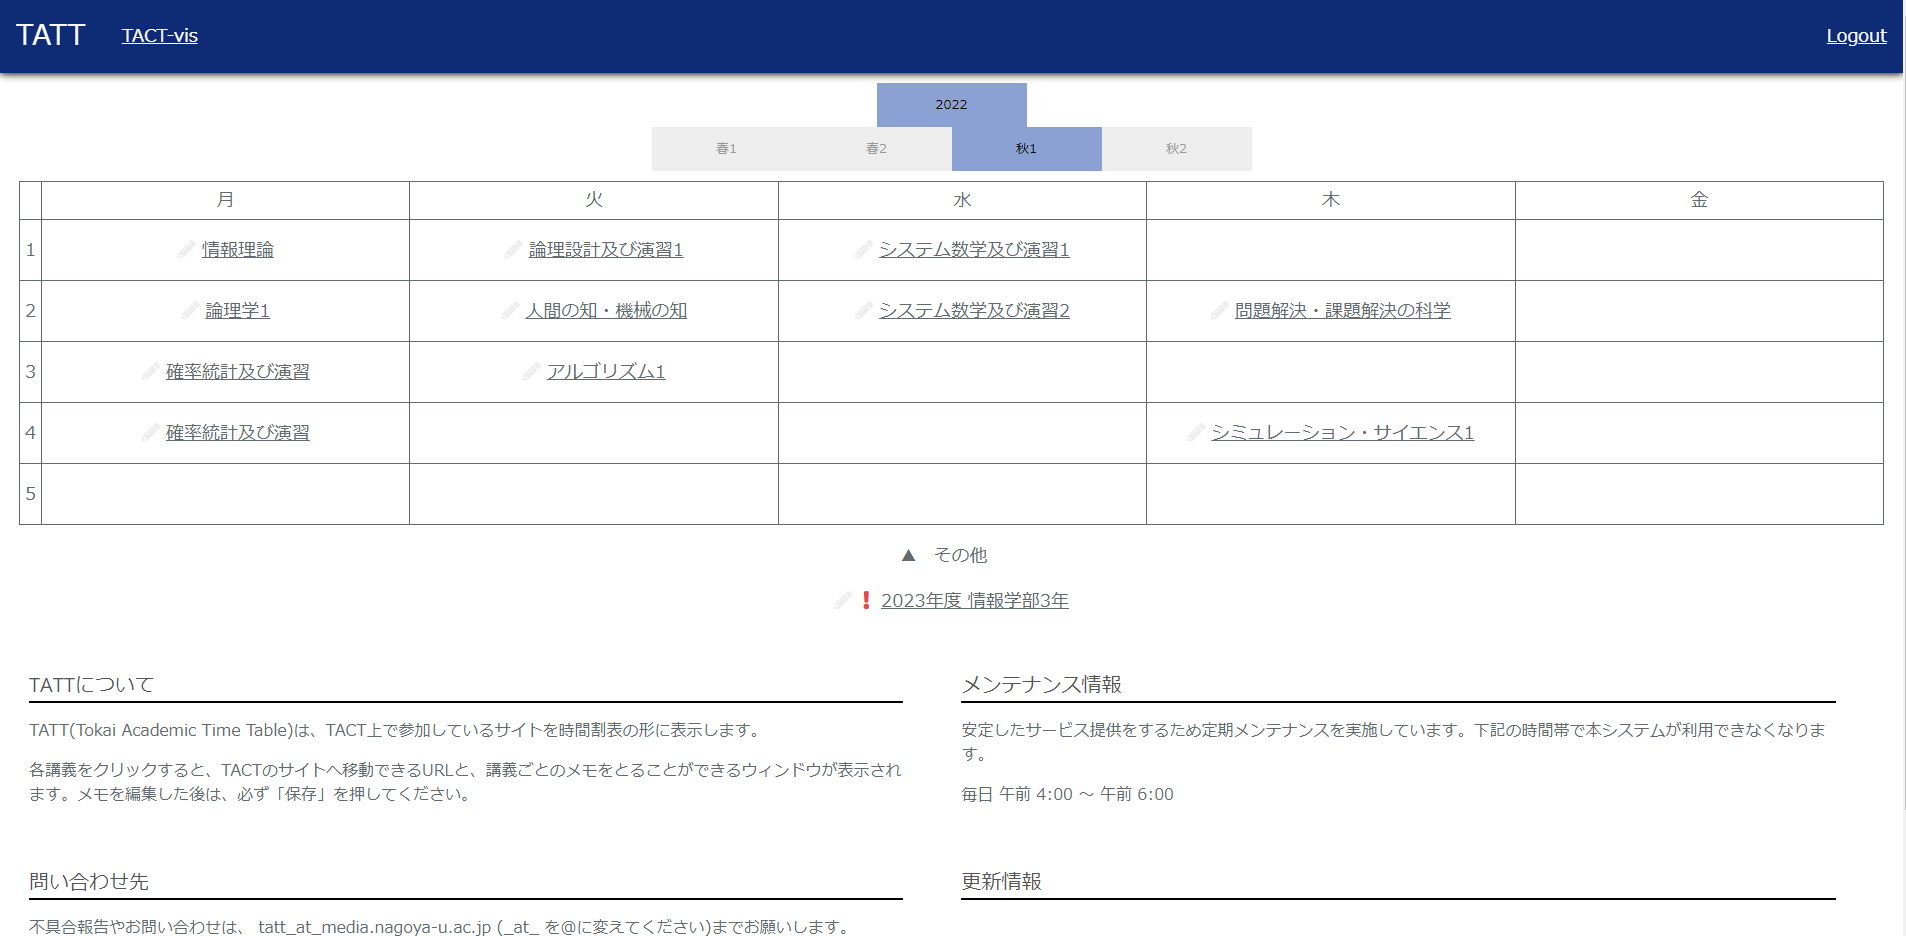 TATT TACT-vis Logout
2022
春1 春2 秋1 秋2
月 火 水 木 金
1 情報理論 論理設計及び演習1 システム数学及び演習1
2 論理学1 人間の知・機械の知 システム数学及び演習2 問題解決・課題解決の科学
3 確率統計及び演習 アルゴリズム1
4 確率統計及び演習 シミュレーション・サイエンス1
5
▲ その他
2023年度 情報学部3年
TATTについて
TATT(Tokai Academic Time Table)は、TACT上で参加しているサイトを時間割表の形に表示します。
各講義をクリックすると、TACTのサイトへ移動できるURLと、講義ごとのメモをとることができるウィンドウが表示され
ます。メモを編集した後は、必ず「保存」を押してください。
メンテナンス情報
安定したサービス提供をするため定期メンテナンスを実施しています。下記の時間帯で本システムが利用できなくなりま
す。
毎日 午前 4:00 ～ 午前 6:00
問い合わせ先
不具合報告やお問い合わせは、 tatt_at_media.nagoya-u.ac.jp (_at_ を@に変えてください)までお願いします。
更新情報